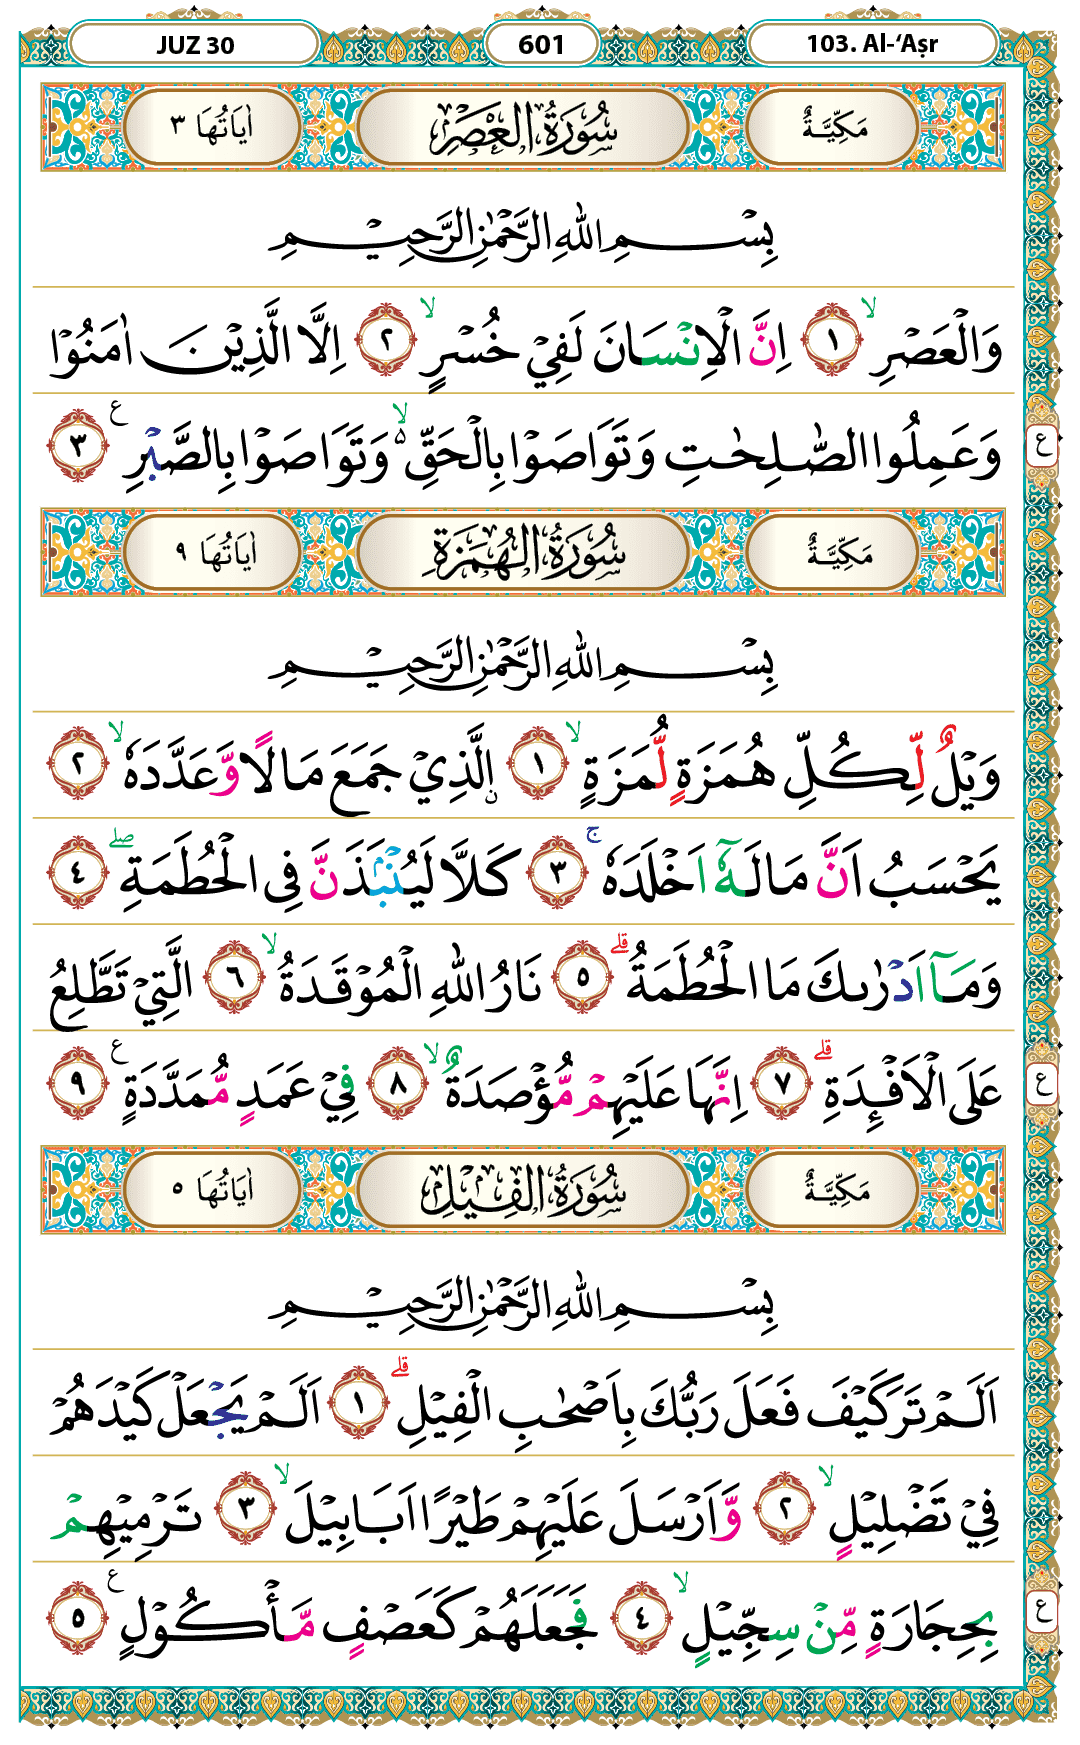 JUZ 30
601
103. Al-‘Aṣr
مَكِّيَّةٌ سُوْرَةُ الْعَصْرِ اٰيَاتُهَا ٣
بِسْمِ اللّٰهِ الرَّحْمٰنِ الرَّحِيْمِ
وَالْعَصْرِۙ ١ اِنَّ الْاِنْسَانَ لَفِيْ خُسْرٍۙ ٢ اِلَّا الَّذِيْنَ اٰمَنُوْا
وَعَمِلُوا الصّٰلِحٰتِ وَتَوَاصَوْا بِالْحَقِّ ەۙ وَتَوَاصَوْا بِالصَّبْرِ ࣖ ٣
ع
مَكِّيَّةٌ سُوْرَةُ الْهُمَزَةِ اٰيَاتُهَا ٩
بِسْمِ اللّٰهِ الرَّحْمٰنِ الرَّحِيْمِ
وَيْلٌ لِّكُلِّ هُمَزَةٍ لُّمَزَةٍۙ ١ ۨالَّذِيْ جَمَعَ مَالًا وَّعَدَّدَهٗۙ ٢
يَحْسَبُ اَنَّ مَالَهٗٓ اَخْلَدَهٗۚ ٣ كَلَّا لَيُنْۢبَذَنَّ فِى الْحُطَمَةِۖ ٤
وَمَآ اَدْرٰىكَ مَا الْحُطَمَةُۗ ٥ نَارُ اللّٰهِ الْمُوْقَدَةُۙ ٦ الَّتِيْ تَطَّلِعُ
عَلَى الْاَفْـِٕدَةِۗ ٧ اِنَّهَا عَلَيْهِمْ مُّؤْصَدَةٌۙ ٨ فِيْ عَمَدٍ مُّمَدَّدَةٍ ࣖ ٩
ع
مَكِّيَّةٌ سُوْرَةُ الْفِيْلِ اٰيَاتُهَا ٥
بِسْمِ اللّٰهِ الرَّحْمٰنِ الرَّحِيْمِ
اَلَمْ تَرَ كَيْفَ فَعَلَ رَبُّكَ بِاَصْحٰبِ الْفِيْلِۗ ١ اَلَمْ يَجْعَلْ كَيْدَهُمْ
فِيْ تَضْلِيْلٍۙ ٢ وَّاَرْسَلَ عَلَيْهِمْ طَيْرًا اَبَابِيْلَۙ ٣ تَرْمِيْهِمْ
بِحِجَارَةٍ مِّنْ سِجِّيْلٍۙ ٤ فَجَعَلَهُمْ كَعَصْفٍ مَّأْكُوْلٍ ࣖ ٥
ع